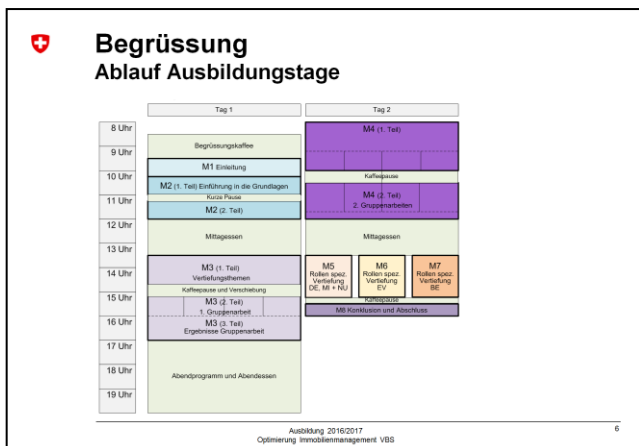 Begrüssung
Ablauf Ausbildungstage
Tag 1
Tag 2
8 Uhr
9 Uhr
10 Uhr
11 Uhr
12 Uhr
13 Uhr
14 Uhr
15 Uhr
16 Uhr
17 Uhr
18 Uhr
19 Uhr
Begrüssungskaffee
M1 Einleitung
M2 (1. Teil) Einführung in die Grundlagen
Kurze Pause
M2 (2. Teil)
Mittagessen
M3 (1. Teil)
Vertiefungsthemen
Kaffeepause und Verschiebung
M3 (2. Teil)
1. Gruppenarbeit
M3 (3. Teil)
Ergebnisse Gruppenarbeit
Abendprogramm und Abendessen
M4 (1. Teil)
Kaffeepause
M4 (2. Teil)
2. Gruppenarbeiten
Mittagessen
M5
Rollen spez.
Vertiefung
DE, MI + NU
M6
Rollen spez.
Vertiefung
EV
M7
Rollen spez.
Vertiefung
BE
Kaffeepause
M8 Konklusion und Abschluss
Ausbildung 2016/2017
Optimierung Immobilienmanagement VBS
6